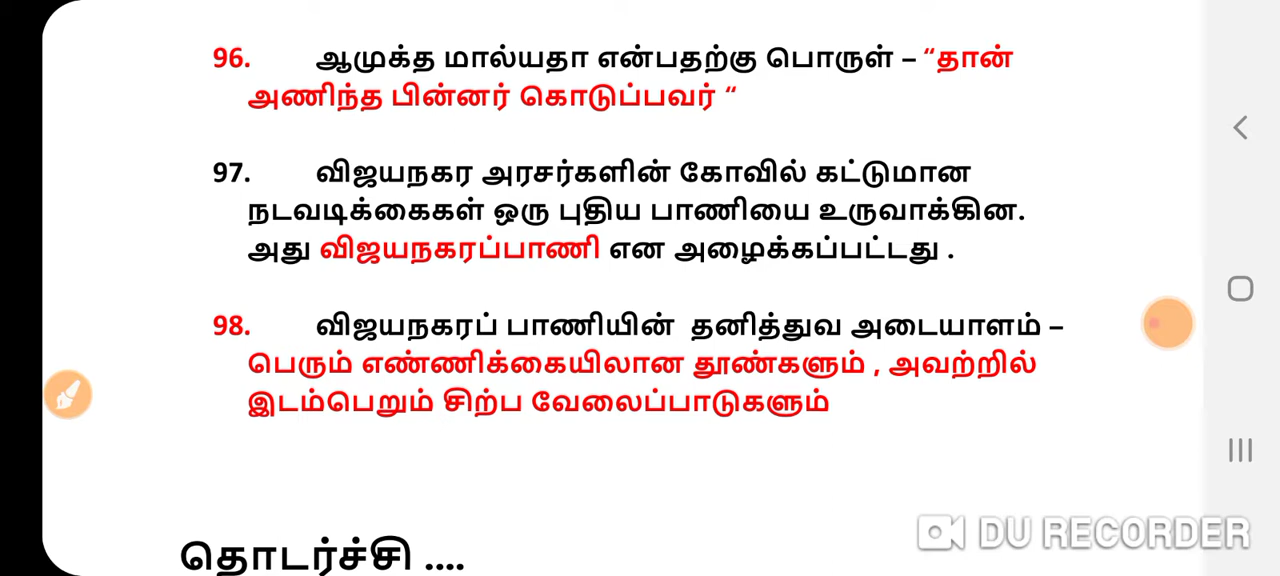 96. ஆமுக்த மால்யதா என்பதற்கு பொருள் – “தான்
அணிந்த பின்னர் கொடுப்பவர் “
97. விஜயநகர அரசர்களின் கோவில் கட்டுமான
நடவடிக்கைகள் ஒரு புதிய பாணியை உருவாக்கின.
அது விஜயநகரப்பாணி என அழைக்கப்பட்டது .
98. விஜயநகரப் பாணியின் தனித்துவ அடையாளம் –
பெரும் எண்ணிக்கையிலான தூண்களும் , அவற்றில்
இடம்பெறும் சிற்ப வேலைப்பாடுகளும்
DU RECORDER
தொடர்ச்சி ....